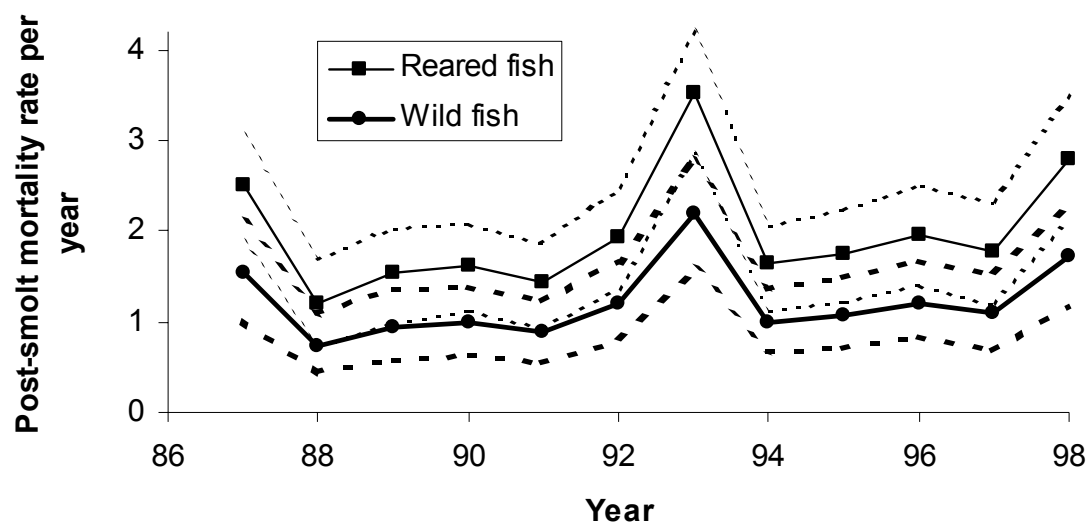 Post-smolt mortality rate per
year
4
3
2
1
0
Reared fish
Wild fish
86 88 90 92 94 96 98
Year